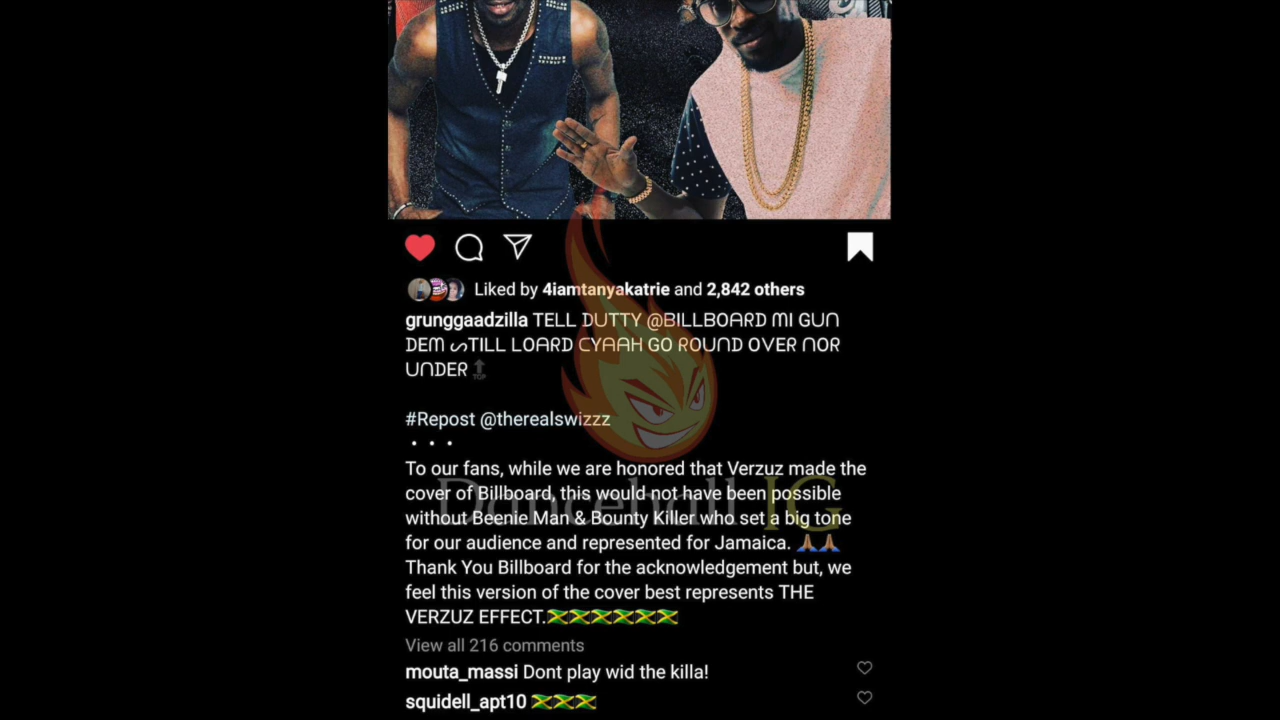 Liked by 4iamtanyakatrie and 2,842 others
grunggaadzilla TELL DUTTY @BILLBOARD MI GUN
DEM STILL LOARD CYAAH GO ROUND OVER NOR
UNDER🔝
#Repost @therealswizzz
• • •
To our fans, while we are honored that Verzuz made the
cover of Billboard, this would not have been possible
without Beenie Man & Bounty Killer who set a big tone
for our audience and represented for Jamaica. 🙏🏾🙏🏾
Thank You Billboard for the acknowledgement but, we
feel this version of the cover best represents THE
VERZUZ EFFECT.🇯🇲🇯🇲🇯🇲🇯🇲🇯🇲🇯🇲
Dancehall IG
View all 216 comments
mouta_massi Dont play wid the killa!
squidell_apt10 🇯🇲🇯🇲🇯🇲